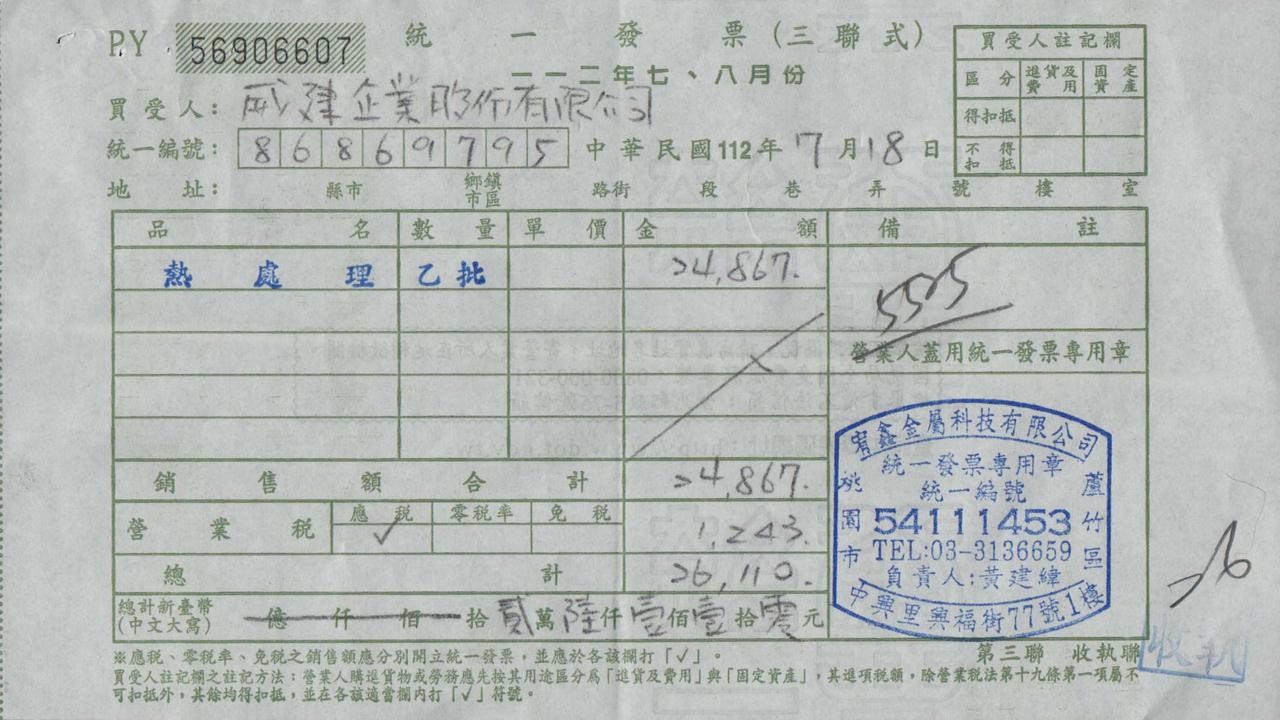 PY 56906607
統一發票(三聯式)
一一二年七、八月份
買受人: 威建企業股份有限公司
統一編號: 86869795 中華民國112年7月18日
地址: 縣市 鄉鎮市區 路街 段 巷 弄 號 樓 室
買受人註記欄
區分 進貨及費用 固定資產
得扣抵
不得扣抵
品名 數量 單價 金額 備註
熱處理 乙批 24,867.
5525
營業人蓋用統一發票專用章
銷售額合計 24,867.
營業稅 應稅 零稅率 免稅
✓ 1,243.
總計 26,110.
總計新臺幣(中文大寫) 億 仟 佰 拾 貳萬 陸仟 壹佰 壹拾 零元
宥鑫金屬科技有限公司
統一發票專用章
統一編號
54111453
TEL:03-3136659
負責人:黃建緯
桃園市
蘆竹區
中興里興福街77號1樓
26
※應稅、零稅率、免稅之銷售額應分別開立統一發票,並應於各該欄打「✓」。
第三聯 收執聯
收執
買受人註記欄之註記方法:營業人購進貨物或勞務應先按其用途區分為「進貨及費用」與「固定資產」,其進項稅額,除營業稅法第十九條第一項屬不
可扣抵外,其餘均得扣抵,並在各該適當欄內打「✓」符號。